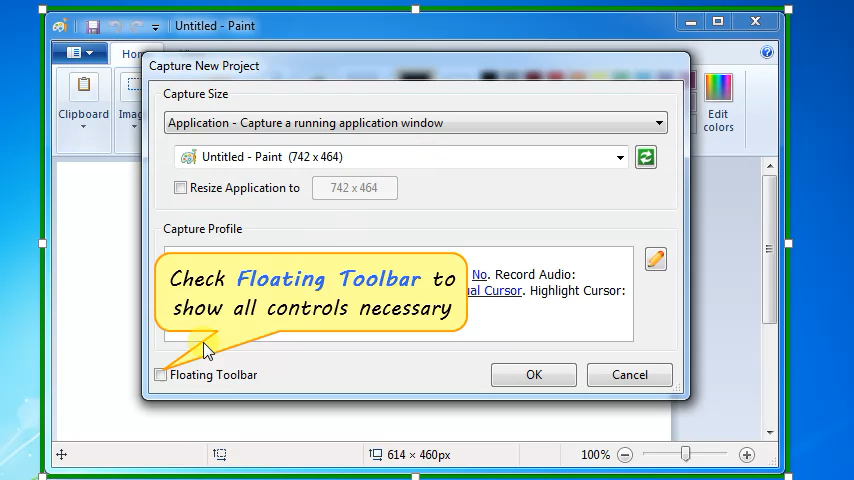 Untitled - Paint
Hom
Capture New Project
Capture Size
Application - Capture a running application window
Clipboard
Imag
Edit
colors
Untitled - Paint (742 x 464)
Resize Application to
742 x 464
Capture Profile
No. Record Audio:
al Cursor. Highlight Cursor:
Check Floating Toolbar to
show all controls necessary
Floating Toolbar
OK
Cancel
614 × 460px
100%